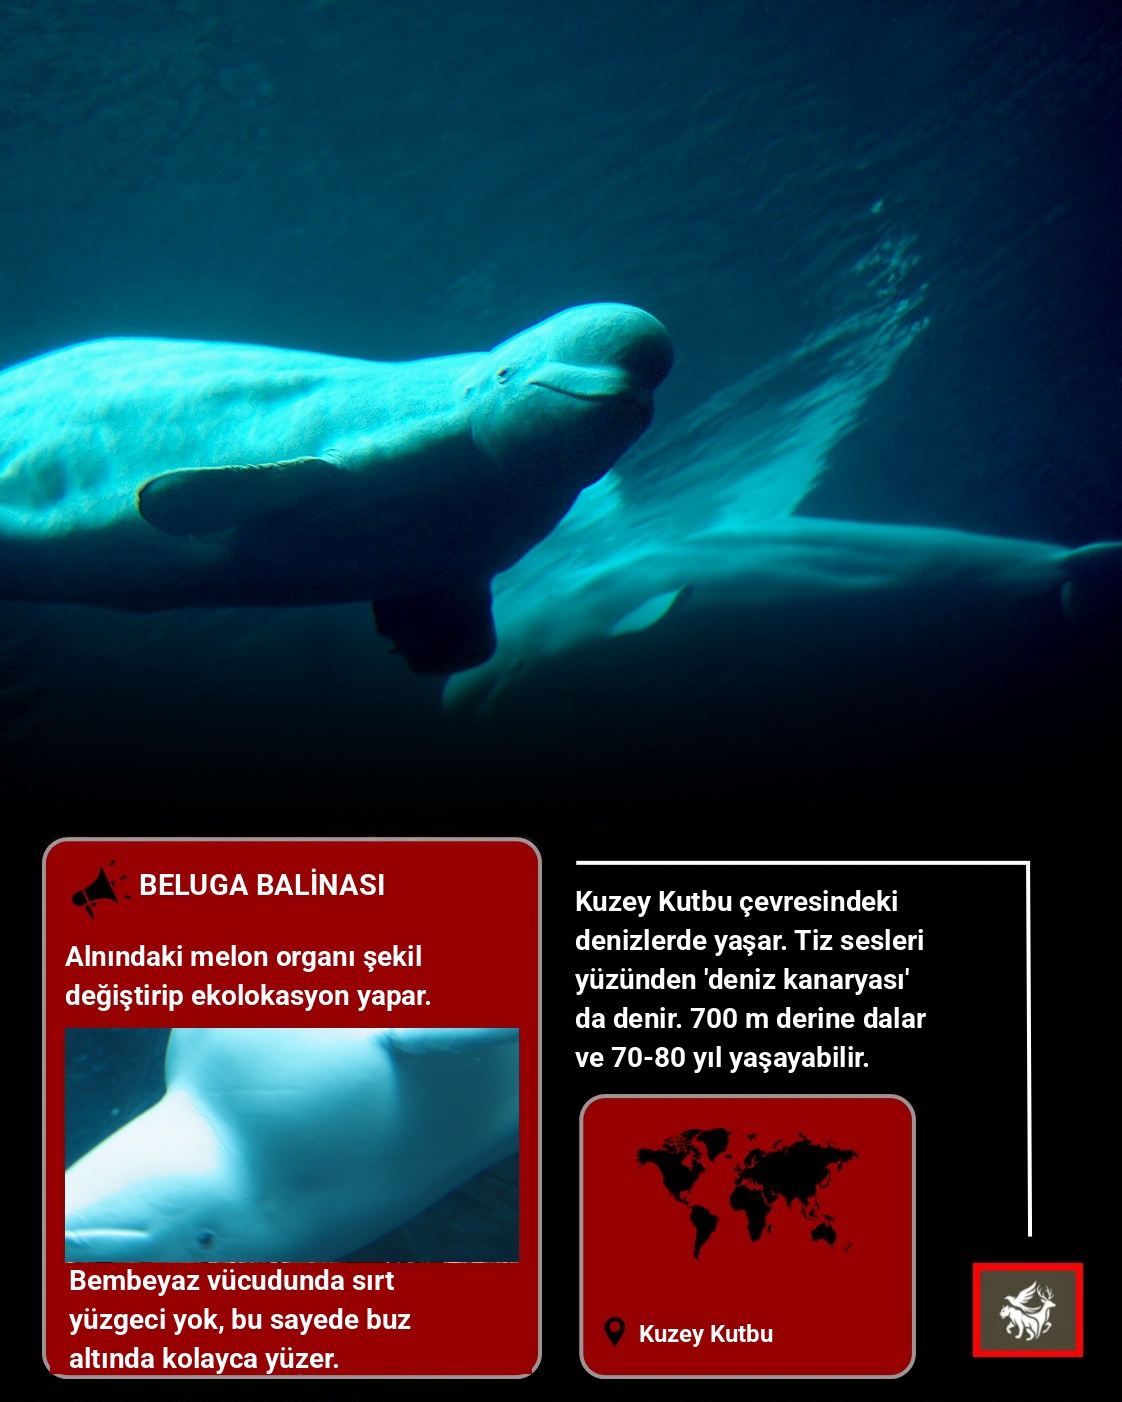 BELUGA BALİNASI
Alnındaki melon organı şekil
değiştirip ekolokasyon yapar.
Bembeyaz vücudunda sırt
yüzgeci yok, bu sayede buz
altında kolayca yüzer.
Kuzey Kutbu çevresindeki
denizlerde yaşar. Tiz sesleri
yüzünden 'deniz kanaryası'
da denir. 700 m derine dalar
ve 70-80 yıl yaşayabilir.
Kuzey Kutbu